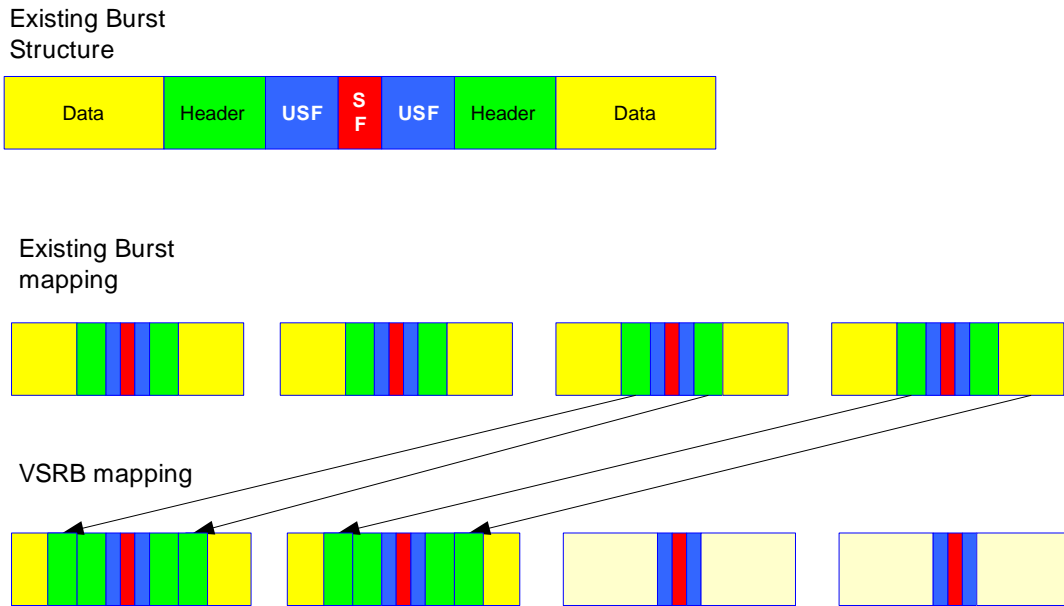 Existing Burst
Structure
Data Header USF S F USF Header Data
Existing Burst
mapping
VSRB mapping